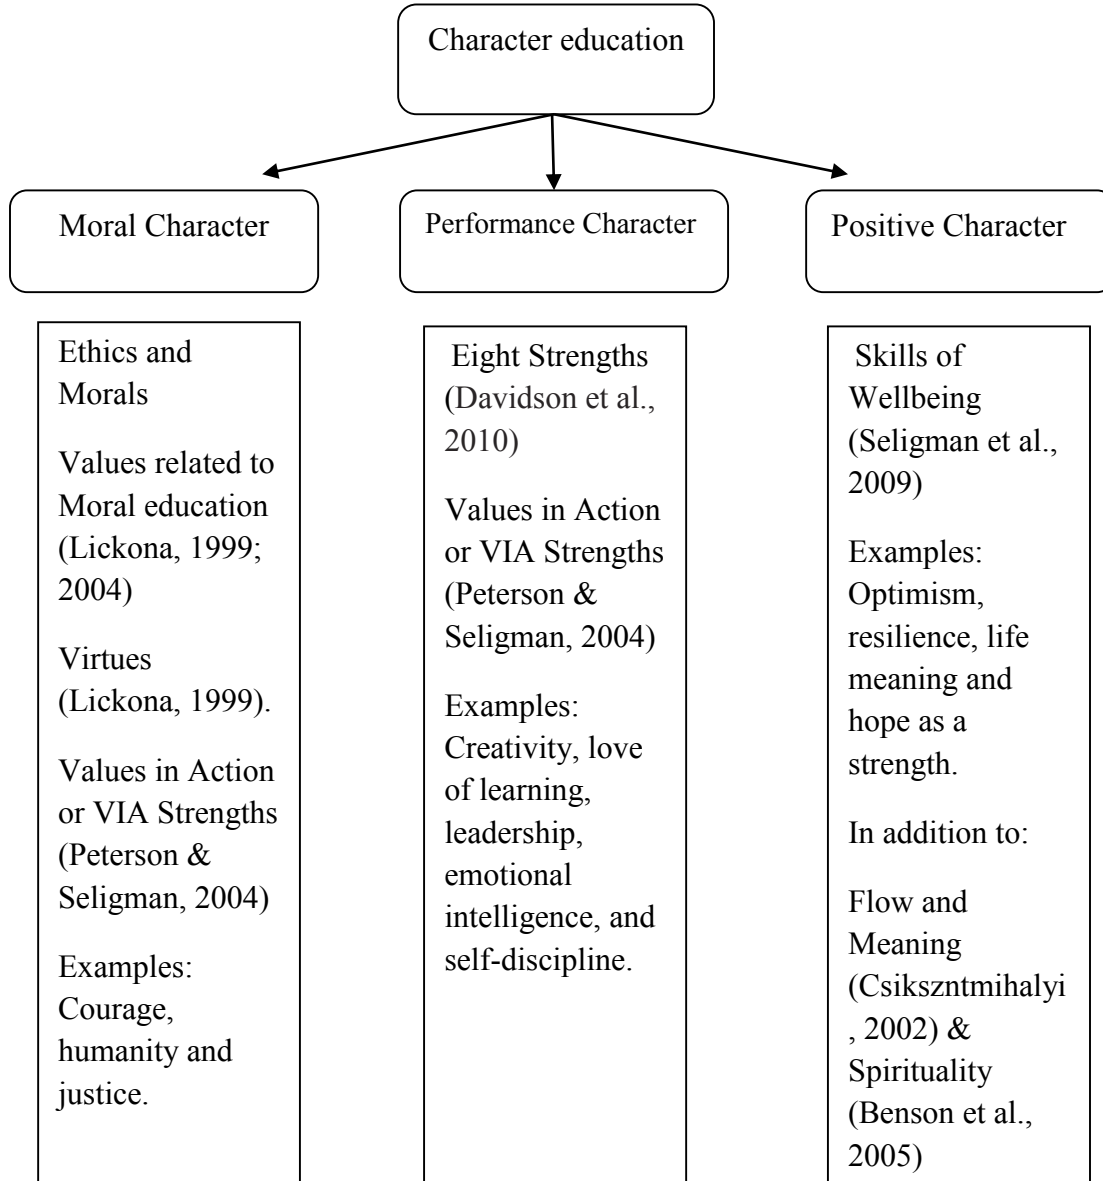 Character education
Moral Character
Performance Character
Positive Character
Ethics and
Morals
Values related to
Moral education
(Lickona, 1999;
2004)
Virtues
(Lickona, 1999).
Values in Action
or VIA Strengths
(Peterson &
Seligman, 2004)
Examples:
Courage,
humanity and
justice.
Eight Strengths
(Davidson et al.,
2010)
Values in Action
or VIA Strengths
(Peterson &
Seligman, 2004)
Examples:
Creativity, love
of learning,
leadership,
emotional
intelligence, and
self-discipline.
Skills of
Wellbeing
(Seligman et al.,
2009)
Examples:
Optimism,
resilience, life
meaning and
hope as a
strength.
In addition to:
Flow and
Meaning
(Csikszntmihalyi
, 2002) &
Spirituality
(Benson et al.,
2005)